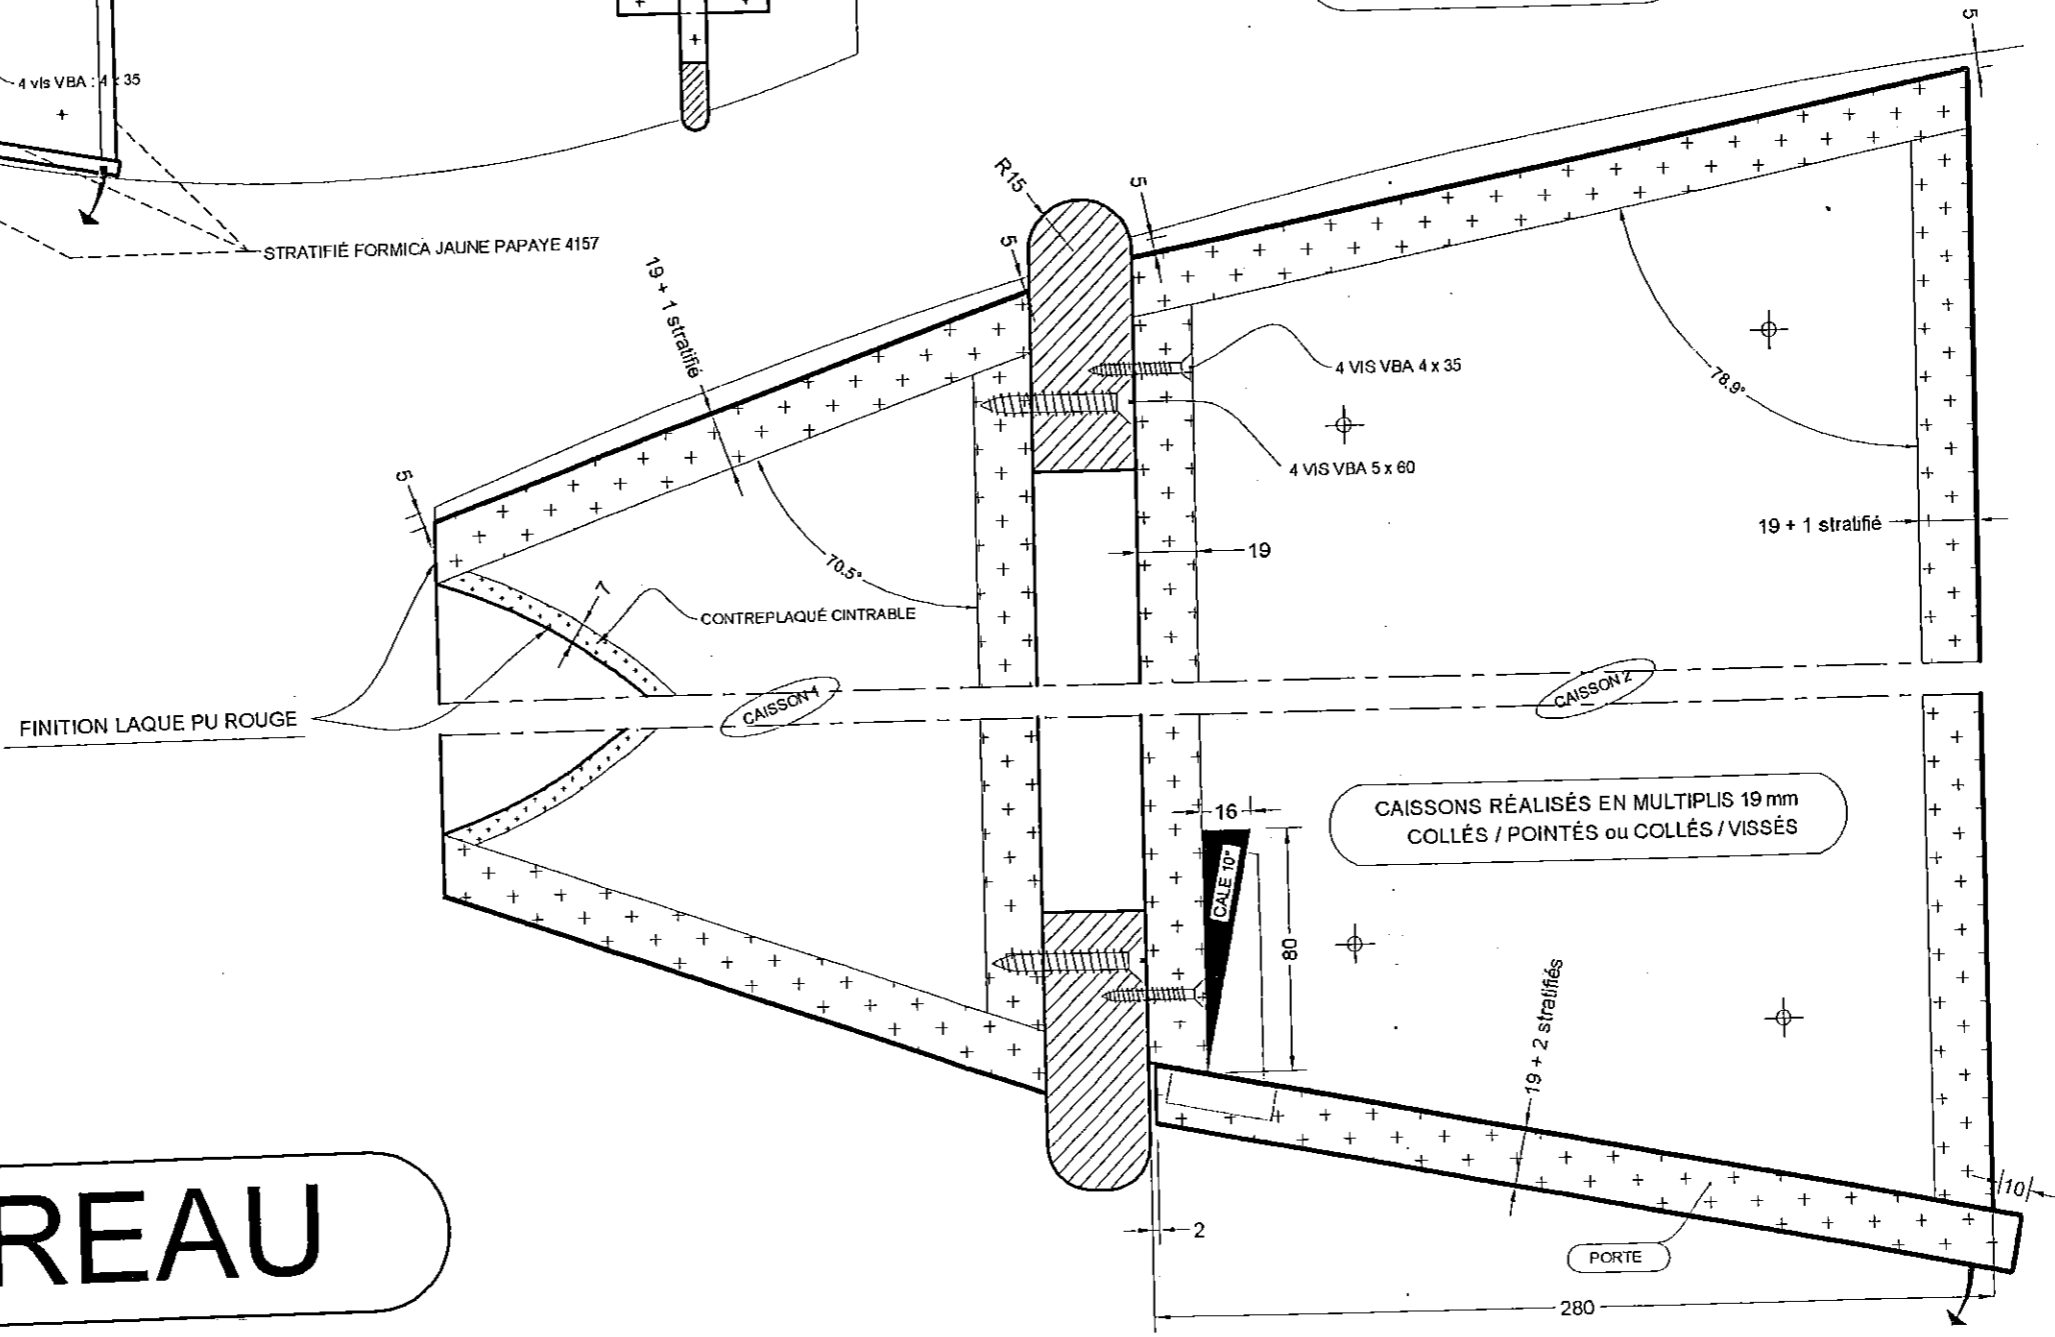 5
4 vis VBA : 4 x 35
R15
5
5
STRATIFIÉ FORMICA JAUNE PAPAYE 4157
19 + 1 stratifié
4 VIS VBA 4 x 35
78.9°
4 VIS VBA 5 x 60
5
19 + 1 stratifié
19
70.5°
7
CONTREPLAQUÉ CINTRABLE
CAISSON 1
CAISSON 2
FINITION LAQUE PU ROUGE
16
CAISSONS RÉALISÉS EN MULTIPLIS 19 mm
COLLÉS / POINTÉS ou COLLÉS / VISSÉS
CALE 10°
80
19 + 2 stratifiés
10
REAU
2
PORTE
280